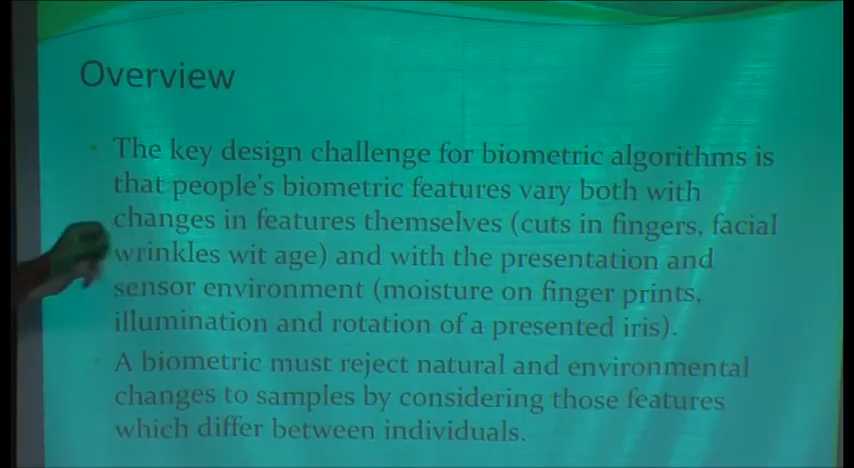 Overview
• The key design challenge for biometric algorithms is
that people's biometric features vary both with
changes in features themselves (cuts in fingers, facial
wrinkles wit age) and with the presentation and
sensor environment (moisture on finger prints,
illumination and rotation of a presented iris).
• A biometric must reject natural and environmental
changes to samples by considering those features
which differ between individuals.